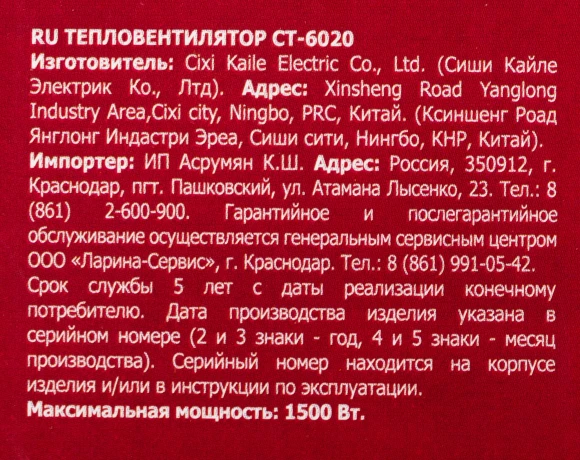 RU ТЕПЛОВЕНТИЛЯТОР СТ-6020
Изготовитель: Cixi Kaile Electric Co., Ltd. (Сиши Кайле
Электрик Ко., Лтд). Адрес: Xinsheng Road Yanglong
Industry Area,Cixi city, Ningbo, PRC, Китай. (Ксиншенг Роад
Янглонг Индастри Эреа, Сиши сити, Нингбо, КНР, Китай).
Импортер: ИП Асрумян К.Ш. Адрес: Россия, 350912, г.
Краснодар, пгт. Пашковский, ул. Атамана Лысенко, 23. Тел.: 8
(861) 2-600-900. Гарантийное и послегарантийное
обслуживание осуществляется генеральным сервисным центром
ООО «Ларина-Сервис», г. Краснодар. Тел.: 8 (861) 991-05-42.
Срок службы 5 лет с даты реализации конечному
потребителю. Дата производства изделия указана в
серийном номере (2 и 3 знаки - год, 4 и 5 знаки - месяц
производства). Серийный номер находится на корпусе
изделия и/или в инструкции по эксплуатации.
Максимальная мощность: 1500 Вт.